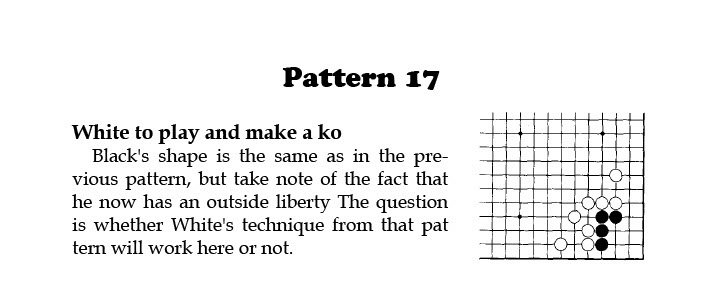 Pattern 17
White to play and make a ko
Black's shape is the same as in the pre-
vious pattern, but take note of the fact that
he now has an outside liberty The question
is whether White's technique from that pat
tern will work here or not.